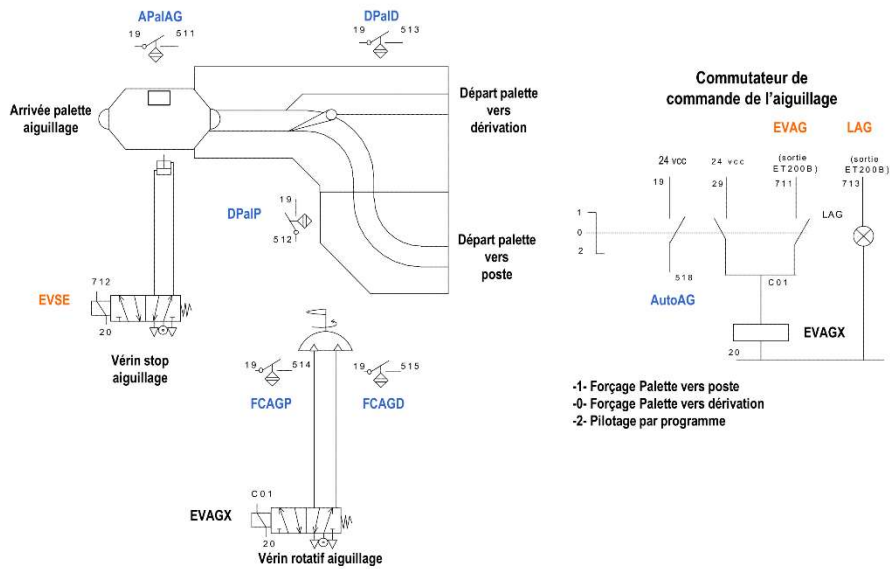 APalAG
19 511
DPalD
19 513
Arrivée palette
aiguillage
Départ palette
vers
dérivation
DPalP
19
512
Départ palette
vers
poste
EVSE
712
20
Vérin stop
aiguillage
19 514
FCAGP
19 515
FCAGD
EVAGX
C01
20
Vérin rotatif aiguillage
Commutateur de
commande de l'aiguillage
EVAG
LAG
24 vcc
19
24 vcc
29
(sortie
ET200B)
711
(sortie
ET200B)
713
LAG
1
0
2
518
AutoAG
C01
EVAGX
20
-1- Forçage Palette vers poste
-0- Forçage Palette vers dérivation
-2- Pilotage par programme